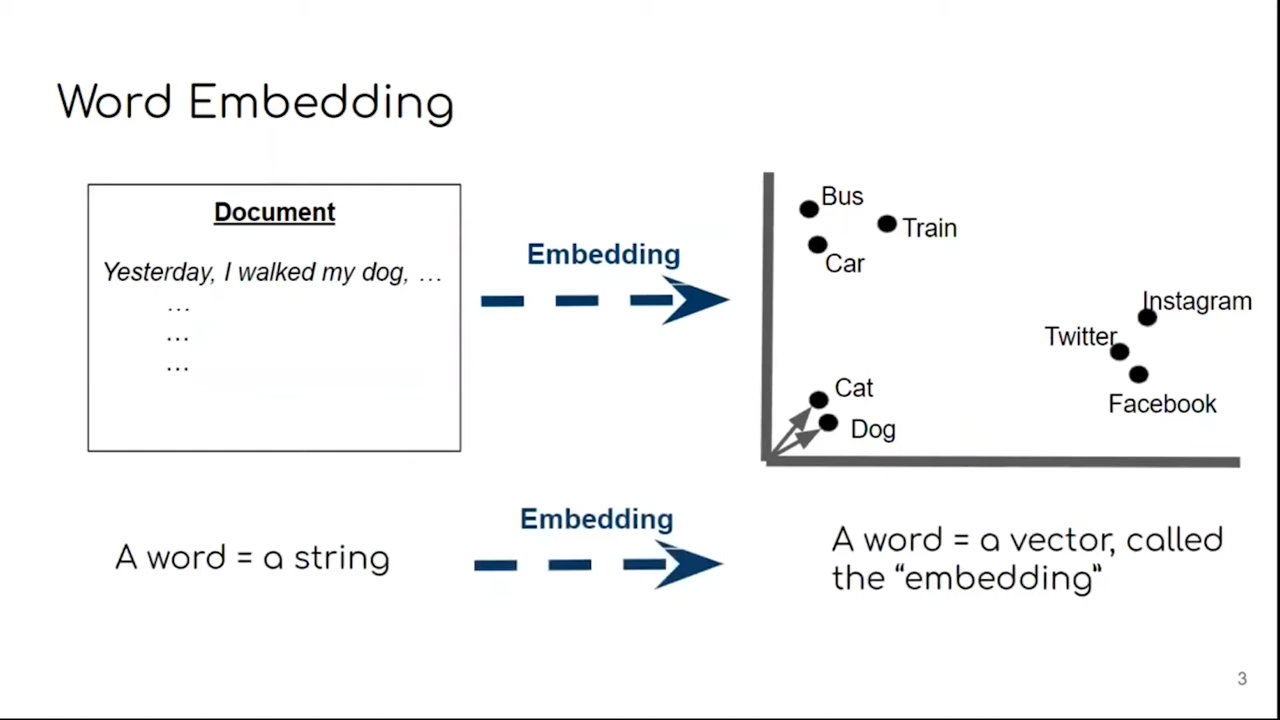 Word Embedding
Document
Yesterday, I walked my dog, …
…
…
…
Embedding
Bus
Train
Car
Instagram
Twitter
Facebook
Cat
Dog
A word = a string
Embedding
A word = a vector, called
the “embedding”
3